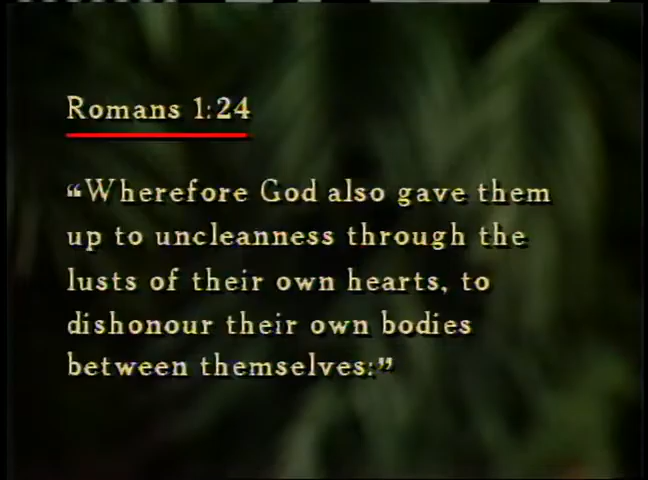 Romans 1:24
“Wherefore God also gave them
up to uncleanness through the
lusts of their own hearts, to
dishonour their own bodies
between themselves:”